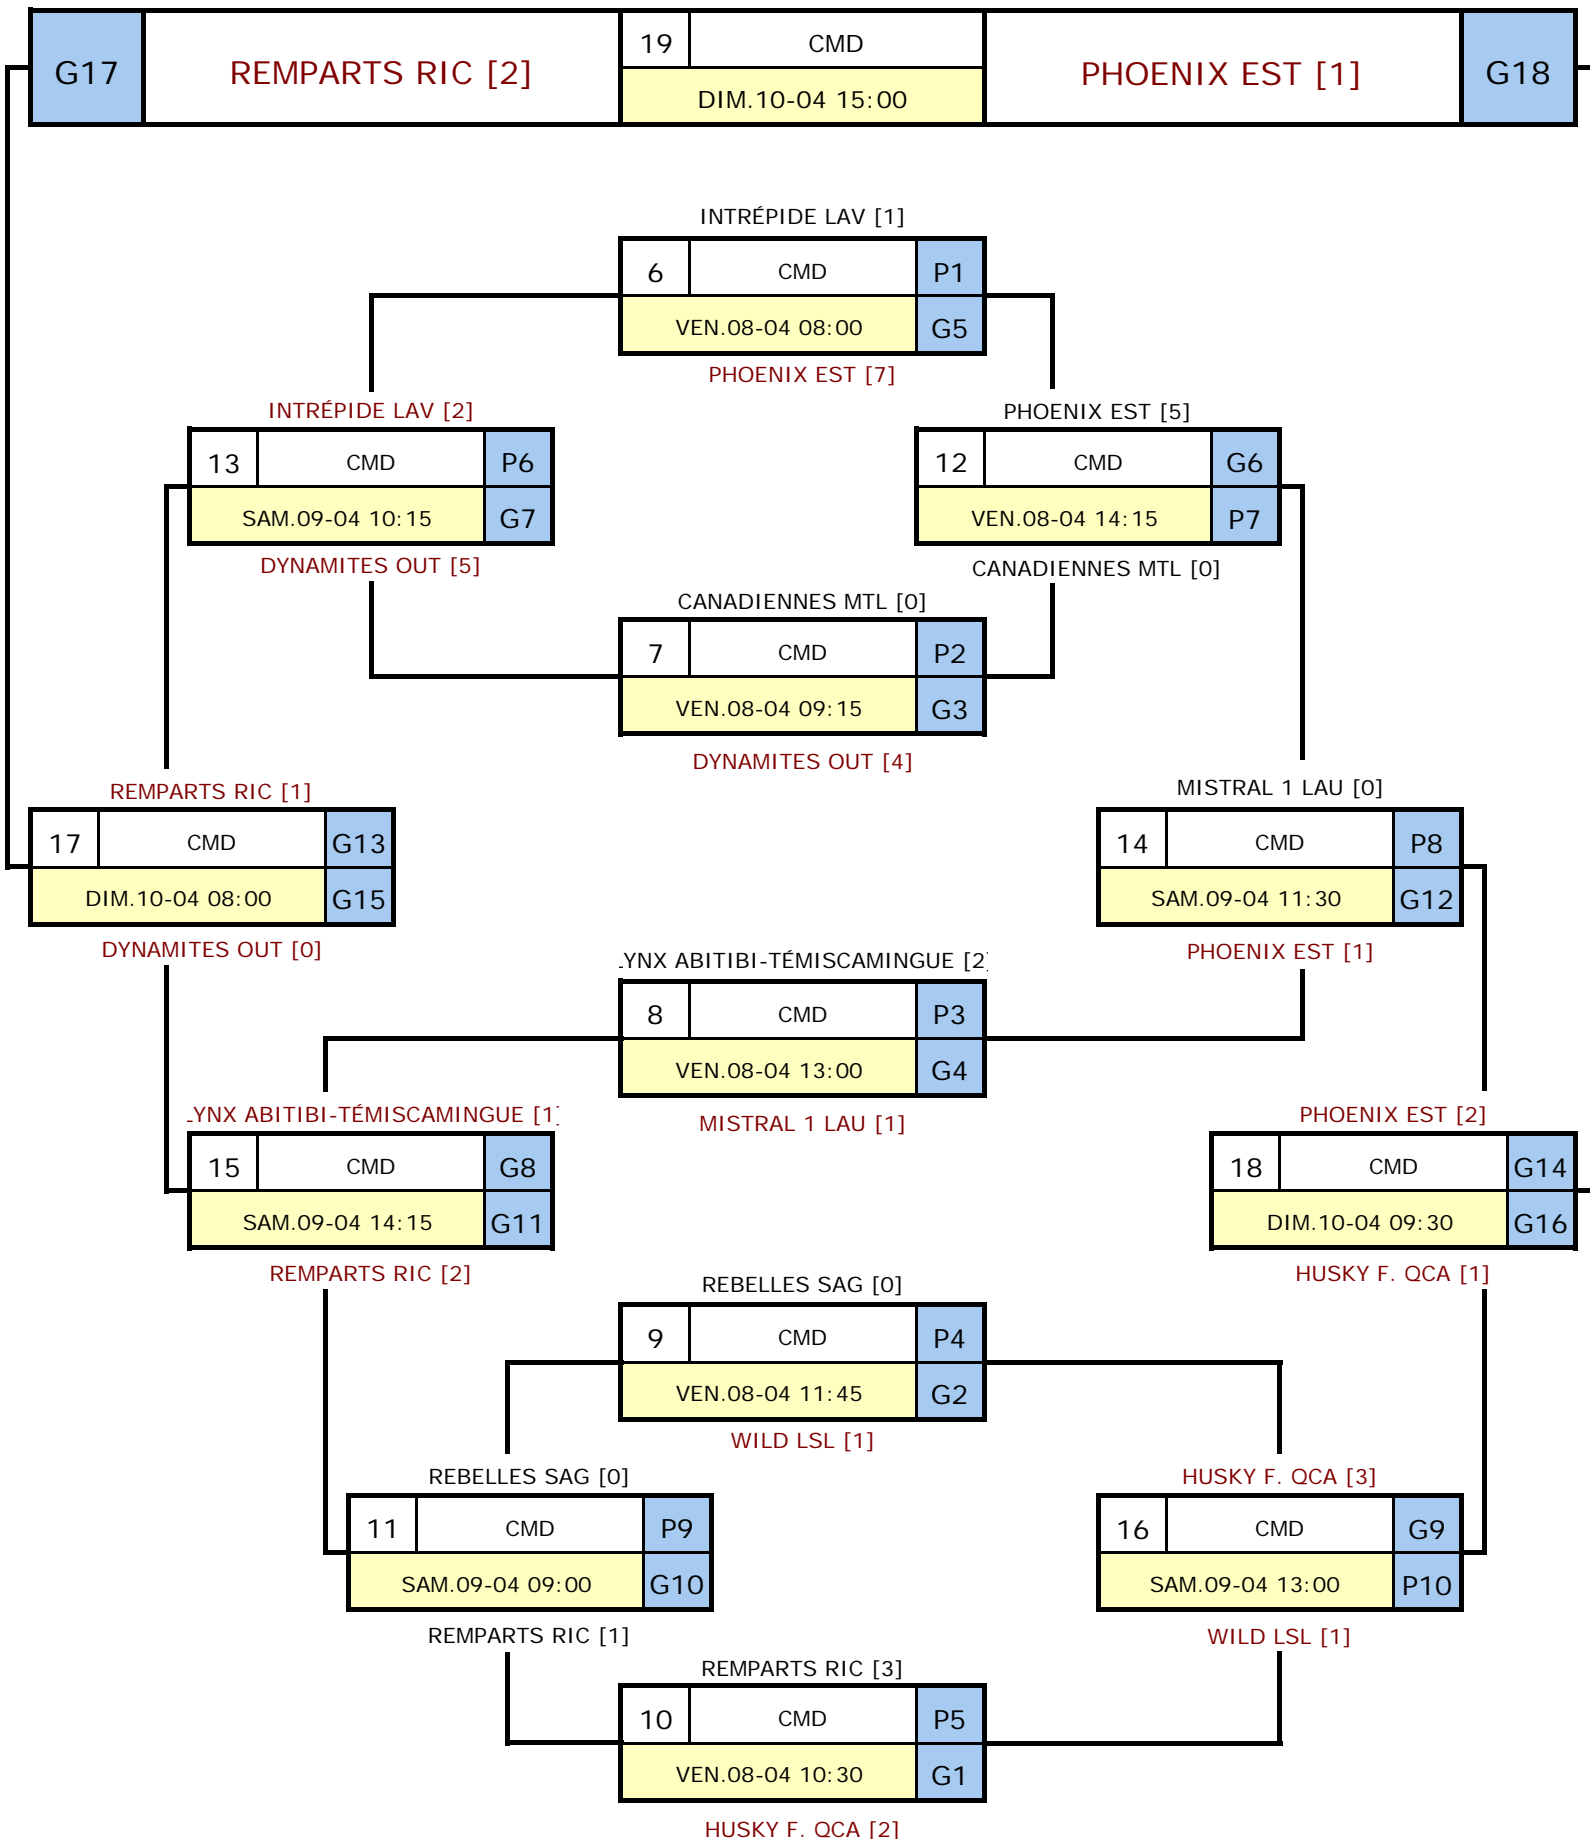 G17 REMPARTS RIC [2] 19 CMD PHOENIX EST [1] G18
DIM.10-04 15:00
INTRÉPIDE LAV [1]
6 CMD P1
VEN.08-04 08:00 G5
PHOENIX EST [7]
INTRÉPIDE LAV [2]
13 CMD P6
SAM.09-04 10:15 G7
DYNAMITES OUT [5]
PHOENIX EST [5]
12 CMD G6
VEN.08-04 14:15 P7
CANADIENNES MTL [0]
CANADIENNES MTL [0]
7 CMD P2
VEN.08-04 09:15 G3
DYNAMITES OUT [4]
REMPARTS RIC [1]
17 CMD G13
DIM.10-04 08:00 G15
DYNAMITES OUT [0]
MISTRAL 1 LAU [0]
14 CMD P8
SAM.09-04 11:30 G12
PHOENIX EST [1]
LYNX ABITIBI-TÉMISCAMINGUE [2]
8 CMD P3
VEN.08-04 13:00 G4
MISTRAL 1 LAU [1]
LYNX ABITIBI-TÉMISCAMINGUE [1]
15 CMD G8
SAM.09-04 14:15 G11
REMPARTS RIC [2]
PHOENIX EST [2]
18 CMD G14
DIM.10-04 09:30 G16
HUSKY F. QCA [1]
REBELLES SAG [0]
9 CMD P4
VEN.08-04 11:45 G2
WILD LSL [1]
REBELLES SAG [0]
11 CMD P9
SAM.09-04 09:00 G10
REMPARTS RIC [1]
HUSKY F. QCA [3]
16 CMD G9
SAM.09-04 13:00 P10
WILD LSL [1]
REMPARTS RIC [3]
10 CMD P5
VEN.08-04 10:30 G1
HUSKY F. QCA [2]